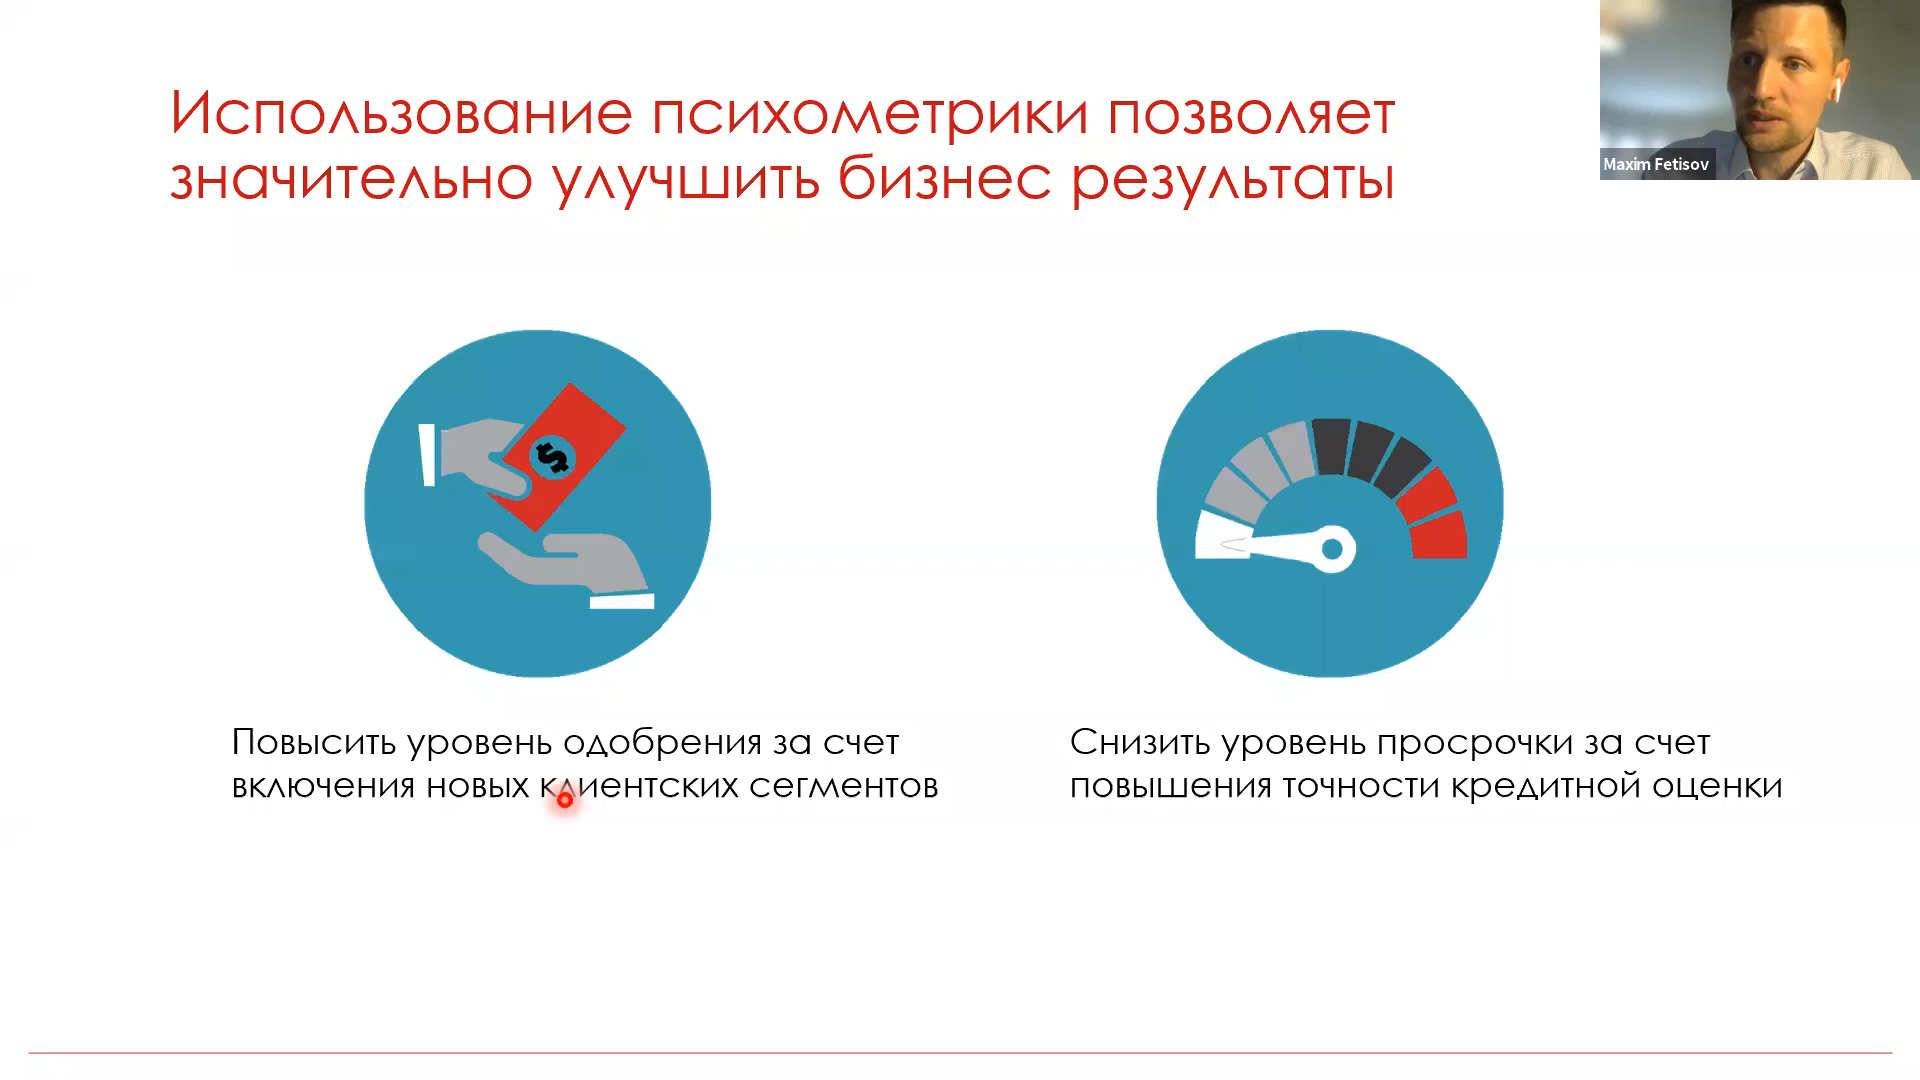 Использование психометрики позволяет
значительно улучшить бизнес результаты
Maxim Fetisov
$
Повысить уровень одобрения за счет
включения новых клиентских сегментов
Снизить уровень просрочки за счет
повышения точности кредитной оценки